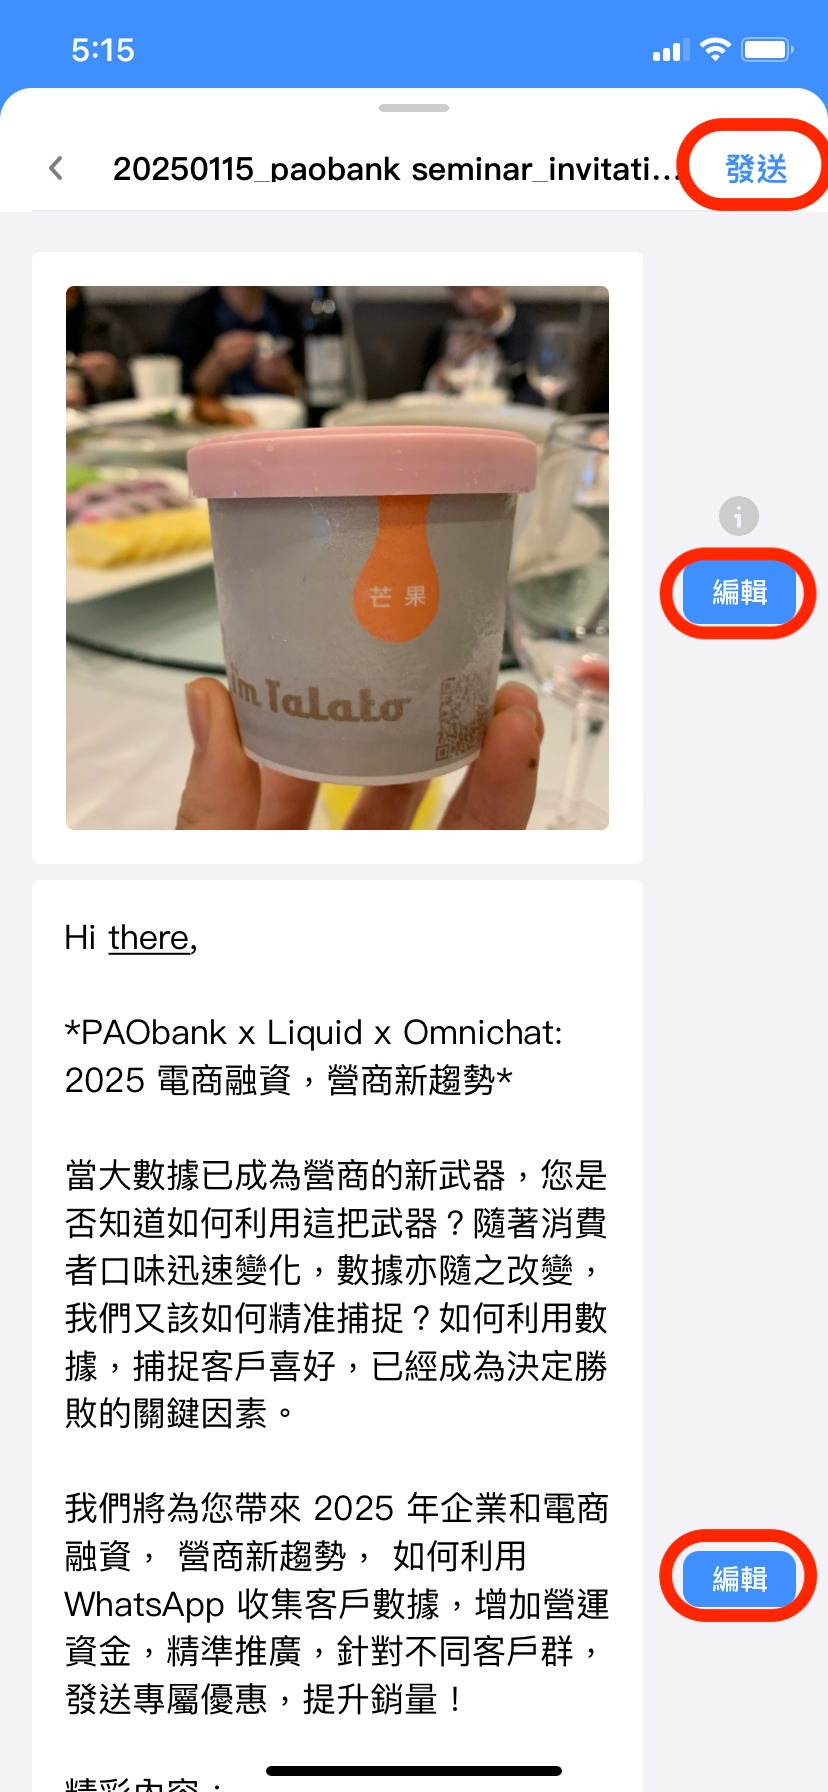 5:15
20250115_paobank seminar_invitati...
發送
芒果
im Talato
編輯
Hi there,
*PAObank x Liquid x Omnichat:
2025 電商融資，營商新趨勢*
當大數據已成為營商的新武器，您是
否知道如何利用這把武器？隨著消費
者口味迅速變化，數據亦隨之改變，
我們又該如何精准捕捉？如何利用數
據，捕捉客戶喜好，已經成為決定勝
敗的關鍵因素。
我們將為您帶來 2025 年企業和電商
融資， 營商新趨勢， 如何利用
WhatsApp 收集客戶數據，增加營運
資金，精準推廣，針對不同客戶群，
發送專屬優惠，提升銷量！
編輯
精彩內容：